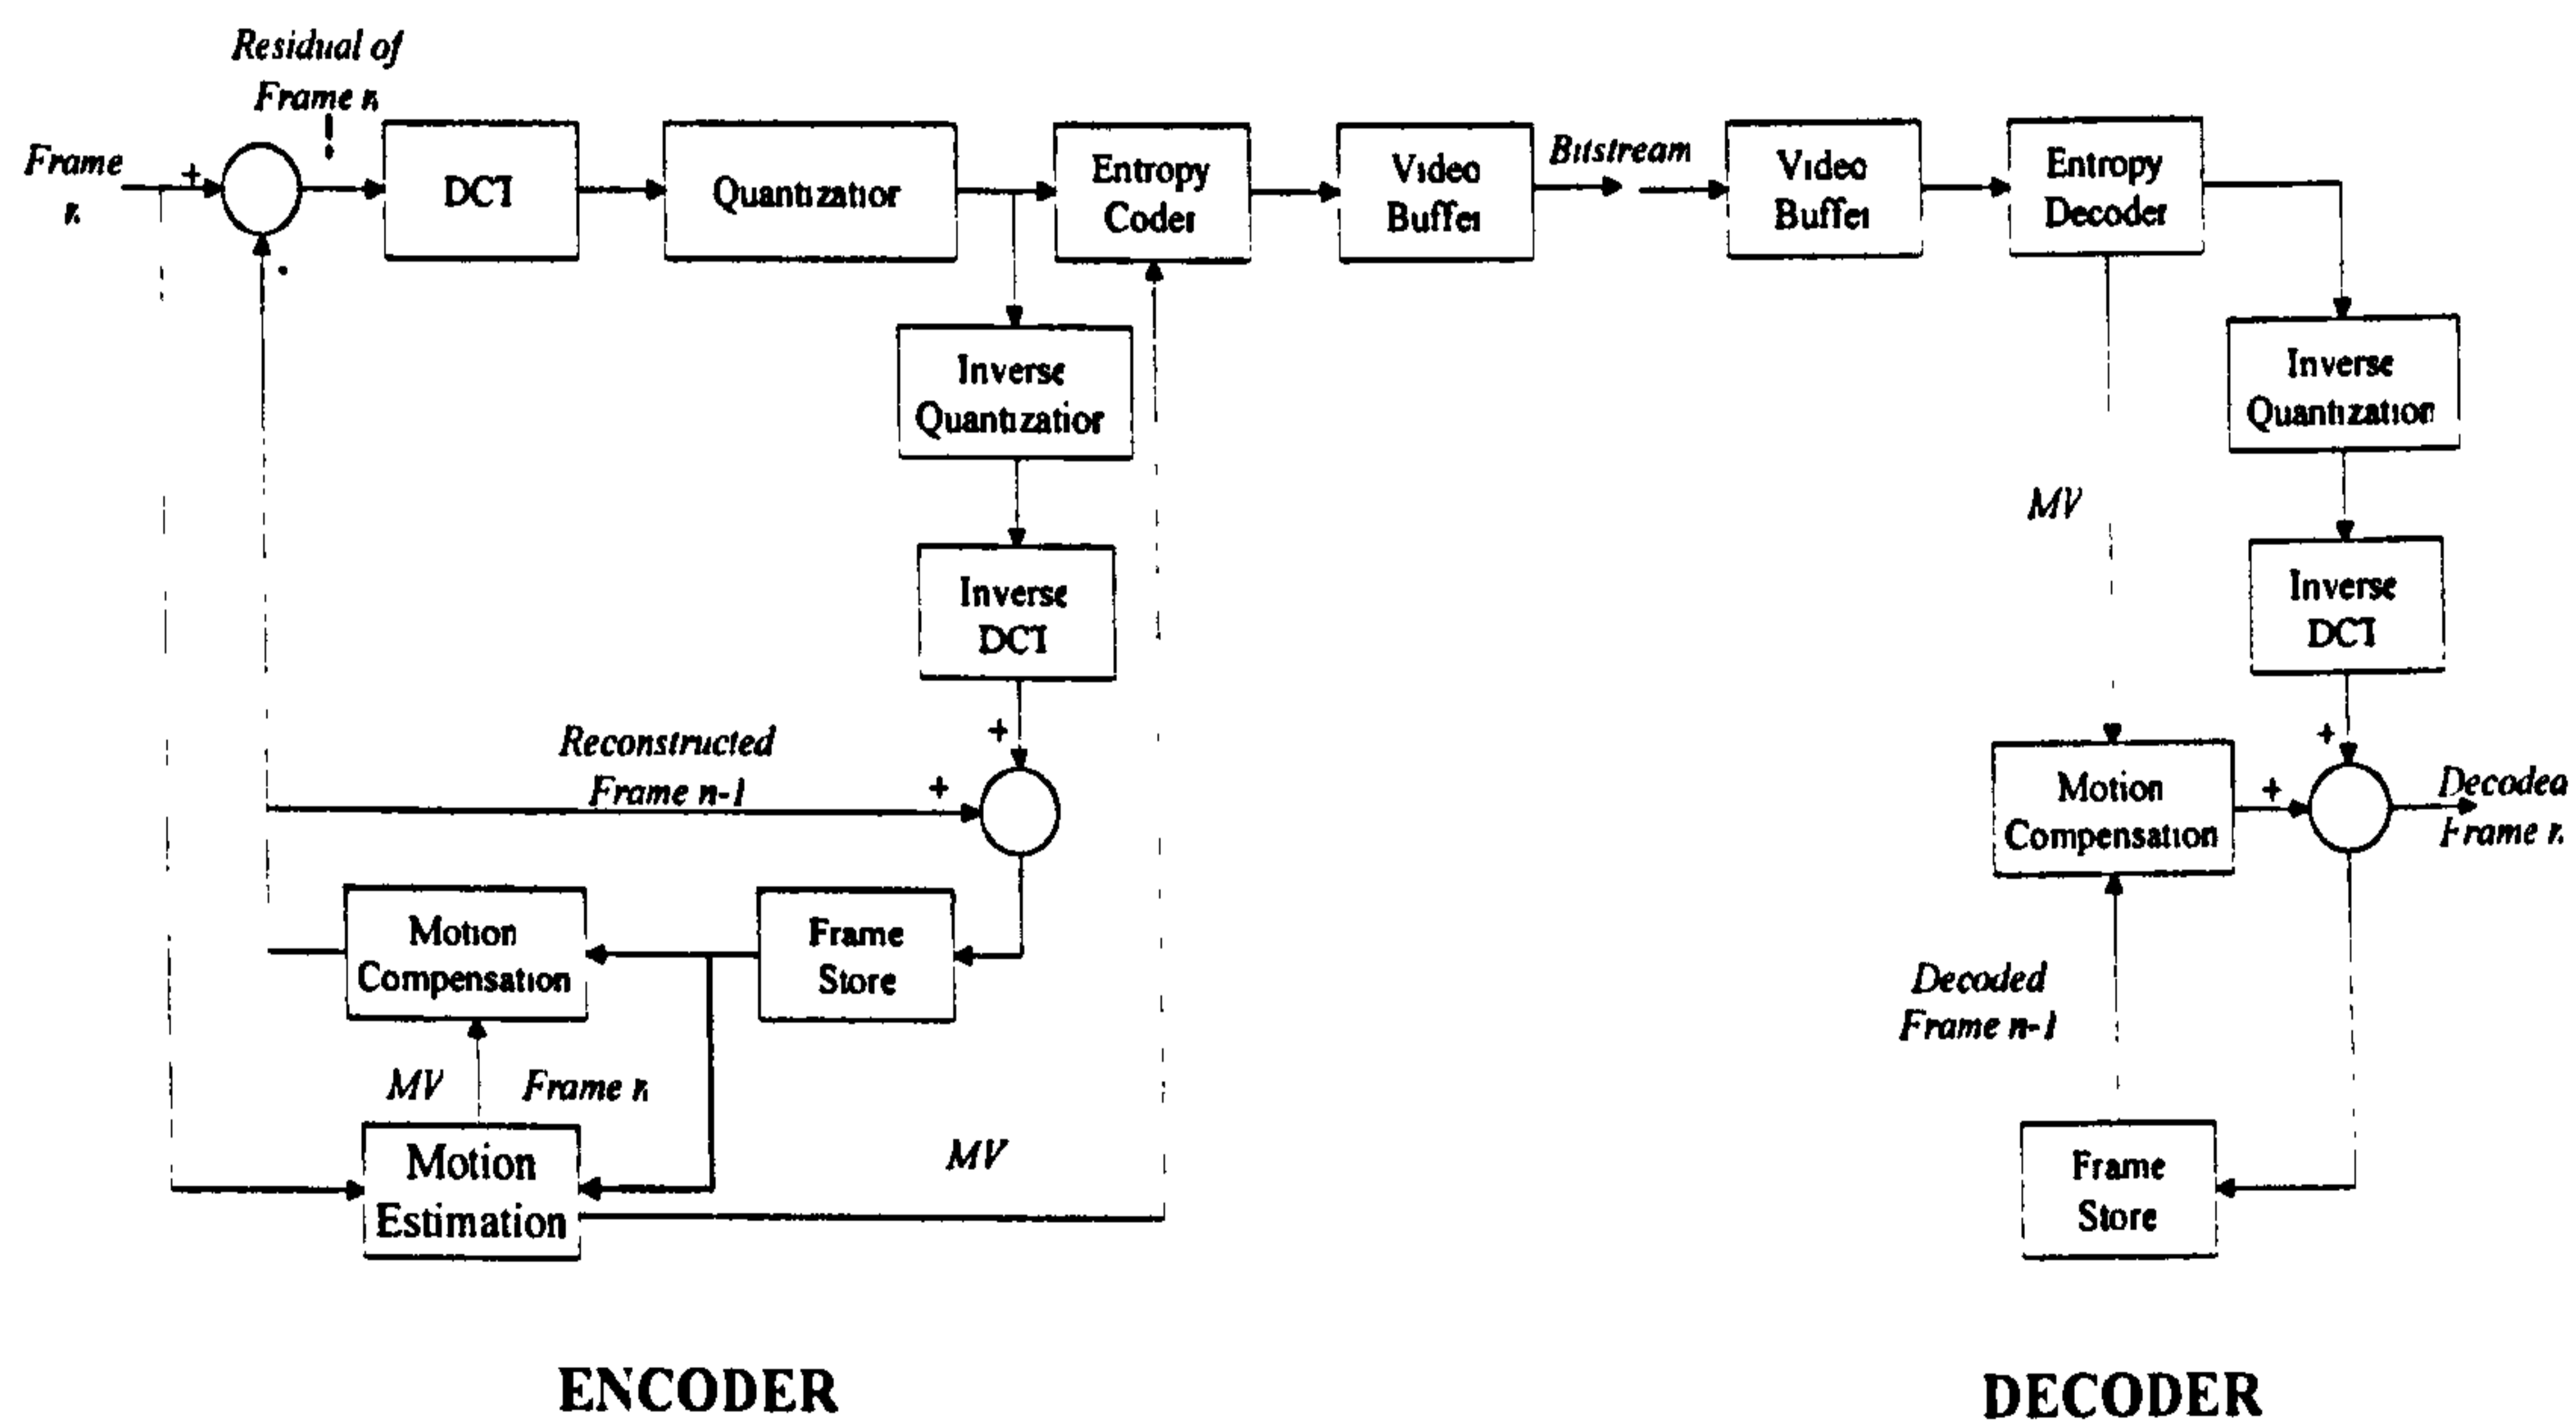 Residual of
Frame n
Frame
n
+
DCT
Quantization
Entropy
Coder
Video
Buffer
Bitstream
Video
Buffer
Entropy
Decoder
Inverse
Quantization
Inverse
Quantization
MV
Inverse
DCT
Inverse
DCT
+
+
Reconstructed
Frame n-1
+
Motion
Compensation
+
Decoded
Frame n
Motion
Compensation
Frame
Store
Decoded
Frame n-1
MV
Frame n
Motion
Estimation
MV
Frame
Store
ENCODER
DECODER